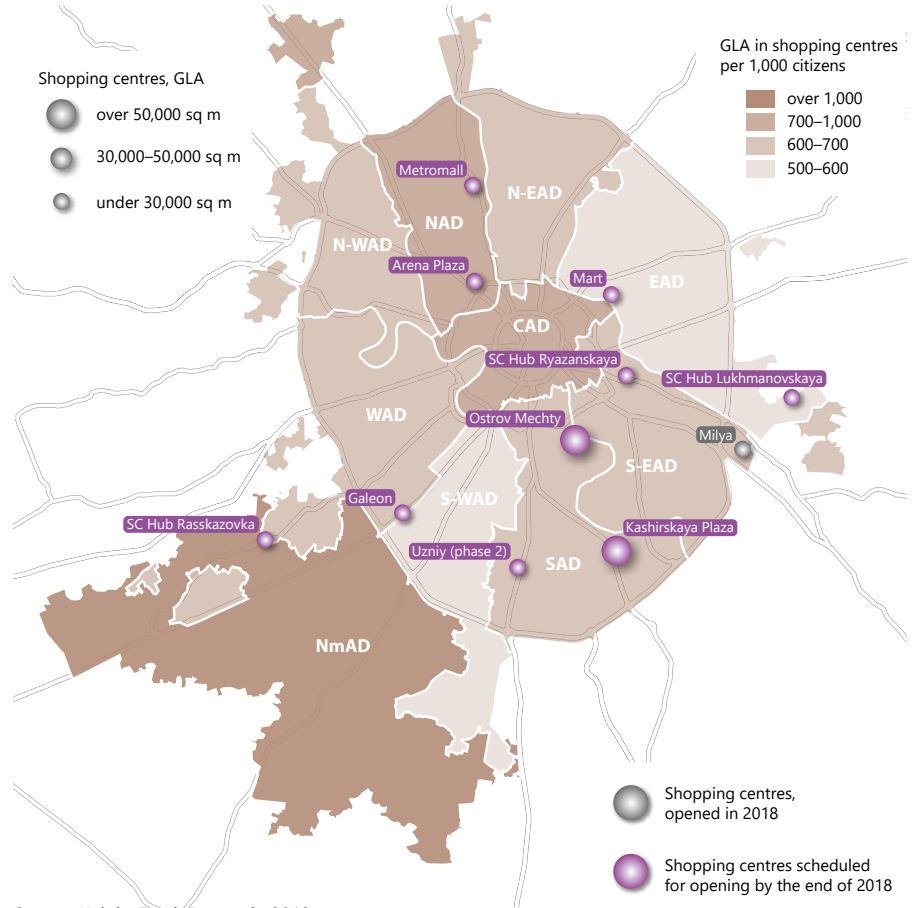 Shopping centres, GLA
over 50,000 sq m
30,000–50,000 sq m
under 30,000 sq m
GLA in shopping centres
per 1,000 citizens
over 1,000
700–1,000
600–700
500–600
Metromall
N-EAD
NAD
N-WAD
Arena Plaza
Mart
EAD
CAD
SC Hub Ryazanskaya
SC Hub Lukhmanovskaya
WAD
Ostrov Mechty
Milya
S-EAD
S-WAD
Galeon
SC Hub Rasskazovka
Kashirskaya Plaza
Uzniy (phase 2)
SAD
NmAD
Shopping centres,
opened in 2018
Shopping centres scheduled
for opening by the end of 2018